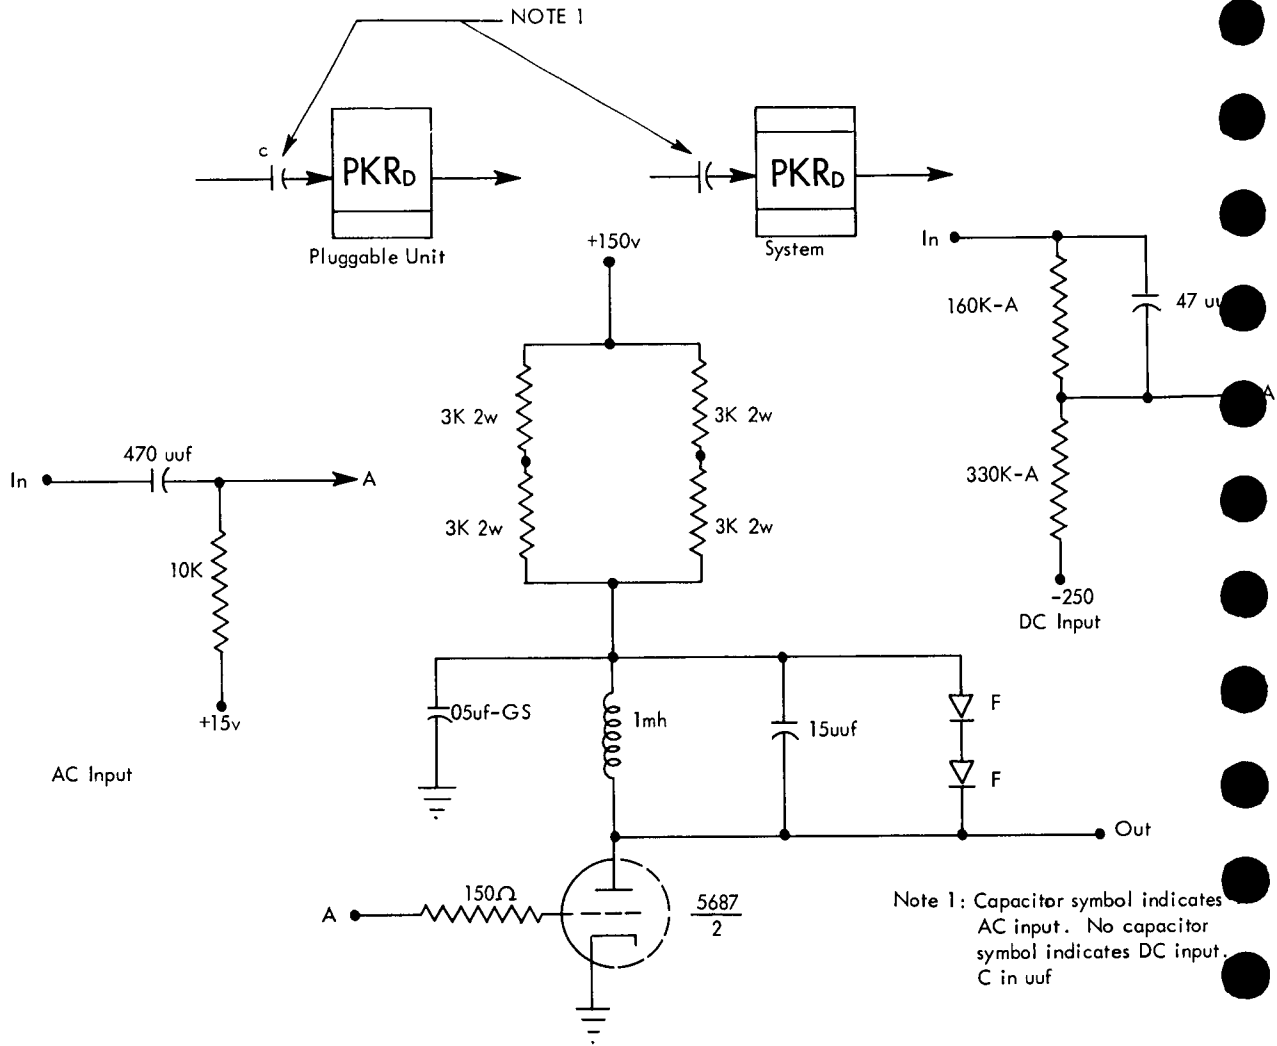 NOTE 1
c
PKRD
PKRD
Pluggable Unit
System
+150v
In
160K-A
47
3K 2w
3K 2w
A
470 uuf
In
A
330K-A
3K 2w
3K 2w
10K
-250
DC Input
+15v
05uf-GS
1mh
15uuf
F
F
AC Input
Out
150Ω
A
5687
2
Note 1: Capacitor symbol indicates
AC input. No capacitor
symbol indicates DC input.
C in uuf